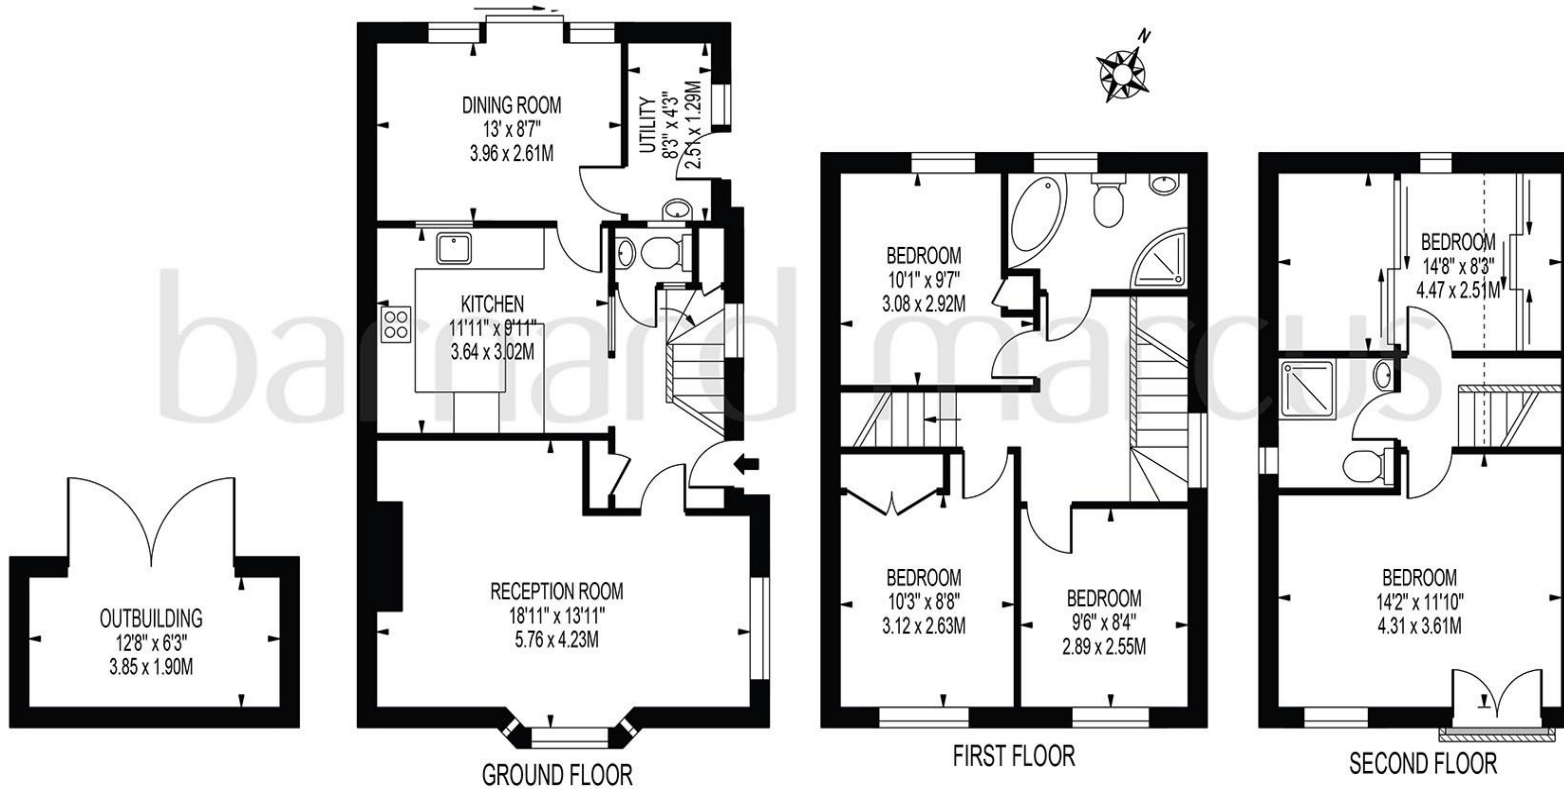 N
DINING ROOM
13' x 8'7"
3.96 x 2.61M
UTILITY
8'3" x 4'3"
2.51 x 1.29M
KITCHEN
11'11" x 9'11"
3.64 x 3.02M
RECEPTION ROOM
18'11" x 13'11"
5.76 x 4.23M
OUTBUILDING
12'8" x 6'3"
3.85 x 1.90M
GROUND FLOOR
BEDROOM
10'1" x 9'7"
3.08 x 2.92M
BEDROOM
10'3" x 8'8"
3.12 x 2.63M
BEDROOM
9'6" x 8'4"
2.89 x 2.55M
FIRST FLOOR
BEDROOM
14'8" x 8'3"
4.47 x 2.51M
BEDROOM
14'2" x 11'10"
4.31 x 3.61M
SECOND FLOOR
barnard marcus